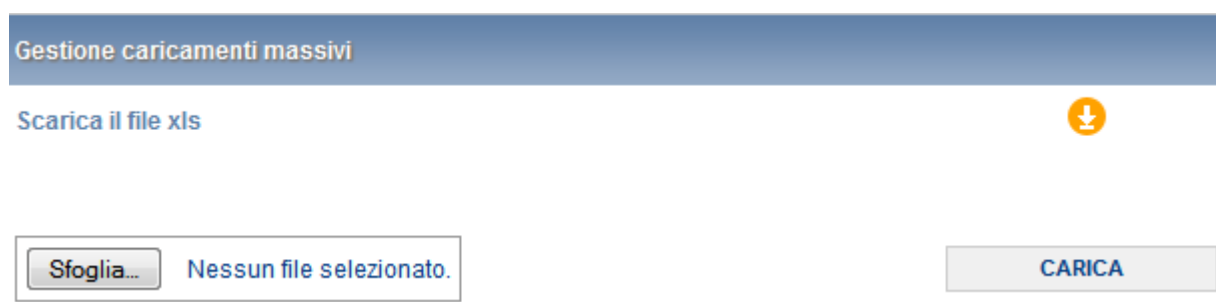 Gestione caricamenti massivi
Scarica il file xls
Sfoglia... Nessun file selezionato. CARICA